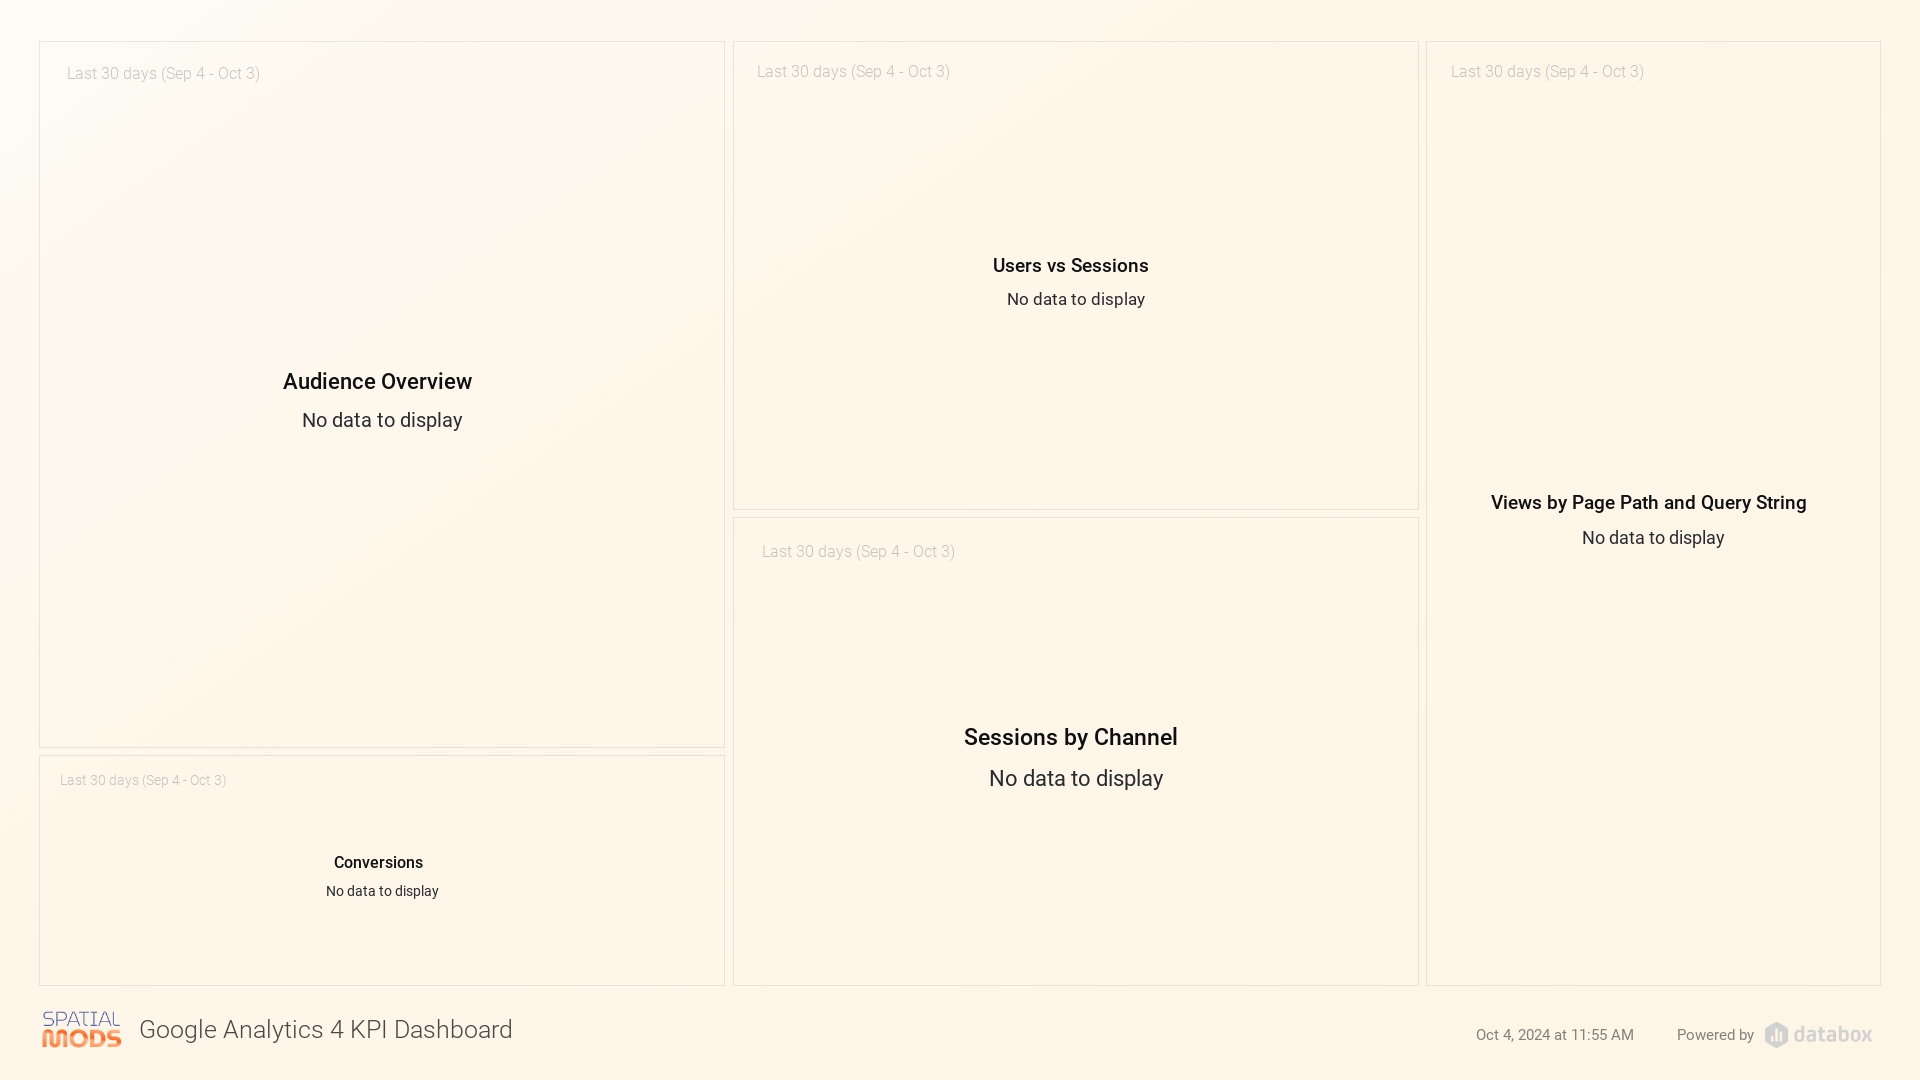 Last 30 days (Sep 4 - Oct 3)
Audience Overview
No data to display
Last 30 days (Sep 4 - Oct 3)
Conversions
No data to display
Last 30 days (Sep 4 - Oct 3)
Users vs Sessions
No data to display
Last 30 days (Sep 4 - Oct 3)
Sessions by Channel
No data to display
Last 30 days (Sep 4 - Oct 3)
Views by Page Path and Query String
No data to display
SPATIAL
MODS
Google Analytics 4 KPI Dashboard
Oct 4, 2024 at 11:55 AM
Powered by databox